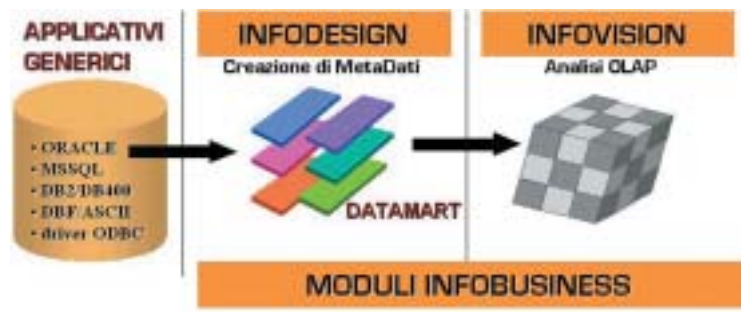 APPLICATIVI
GENERICI
• ORACLE
• MSSQL
• DB2/DB400
• DBF/ASCII
• driver ODBC
INFODESIGN
Creazione di MetaDati
DATAMART
INFOVISION
Analisi OLAP
MODULI INFOBUSINESS